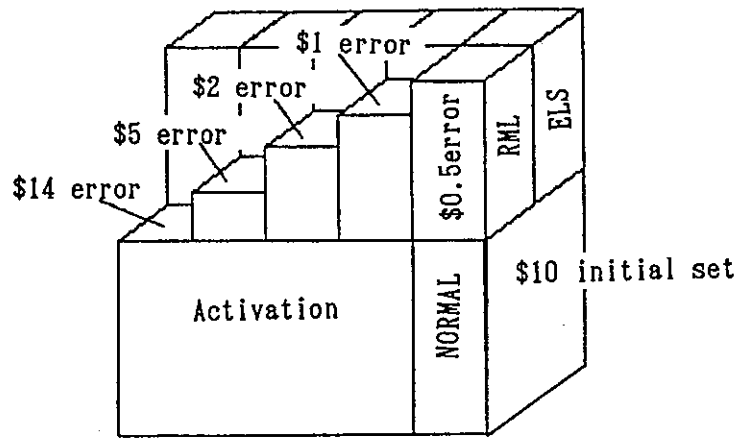 $1 error
$2 error
$5 error
$14 error
$0.5error
RML
ELS
$10 initial set
Activation
NORMAL